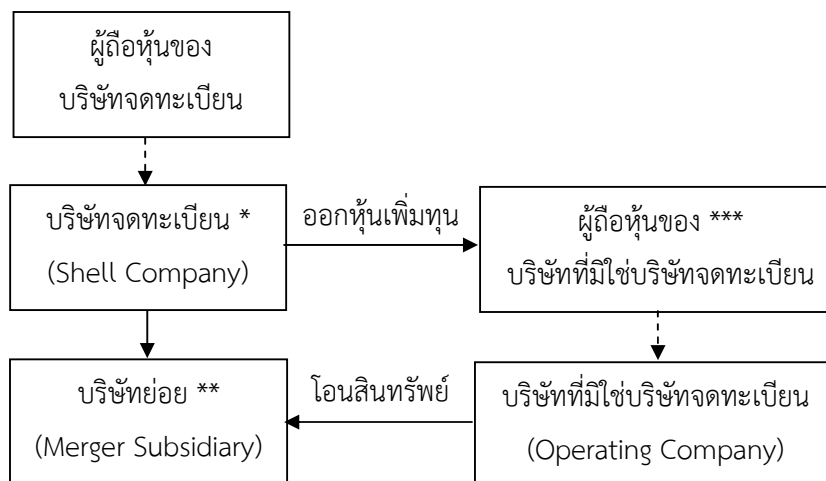 ผู้ถือหุ้นของ
บริษัทจดทะเบียน
บริษัทจดทะเบียน *
(Shell Company)
ออกหุ้นเพิ่มทุน
ผู้ถือหุ้นของ ***
บริษัทที่มิใช่บริษัทจดทะเบียน
บริษัทย่อย **
(Merger Subsidiary)
โอนสินทรัพย์
บริษัทที่มิใช่บริษัทจดทะเบียน
(Operating Company)